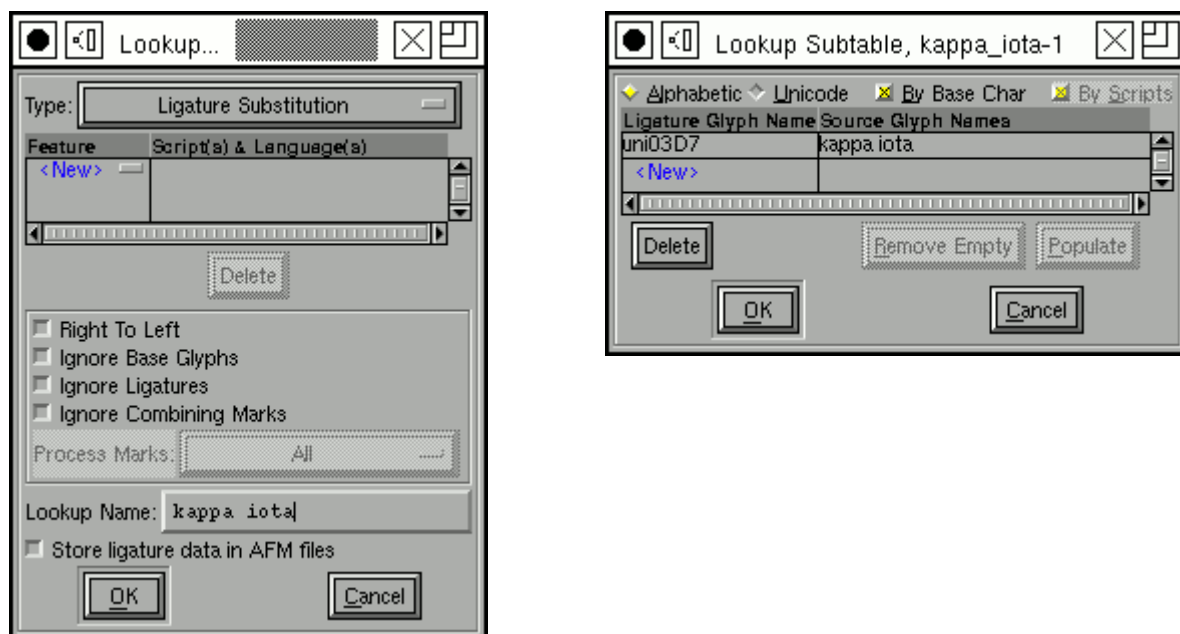 Lookup...
Type: Ligature Substitution
Feature Script(s) & Language(s)
<New>
Delete
Right To Left
Ignore Base Glyphs
Ignore Ligatures
Ignore Combining Marks
Process Marks: All
Lookup Name: kappa iota
Store ligature data in AFM files
OK Cancel
Lookup Subtable, kappa_iota-1
Alphabetic Unicode By Base Char By Scripts
Ligature Glyph Name Source Glyph Names
uni03D7 kappa iota
<New>
Delete Remove Empty Populate
OK Cancel